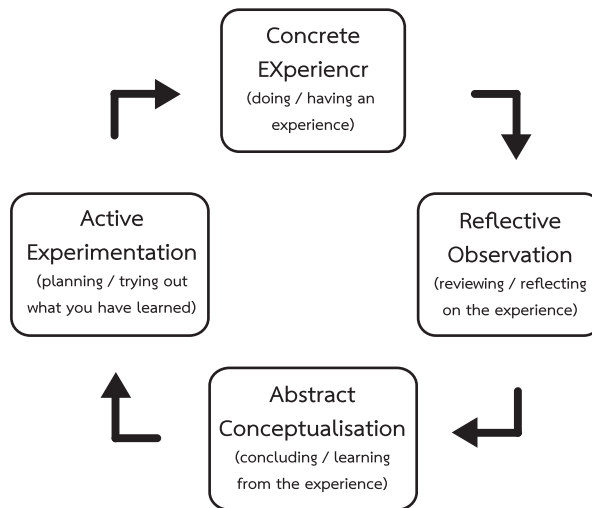 Concrete
EXperiencr
(doing / having an
experience)
Active
Experimentation
(planning / trying out
what you have learned)
Reflective
Observation
(reviewing / reflecting
on the experience)
Abstract
Conceptualisation
(concluding / learning
from the experience)